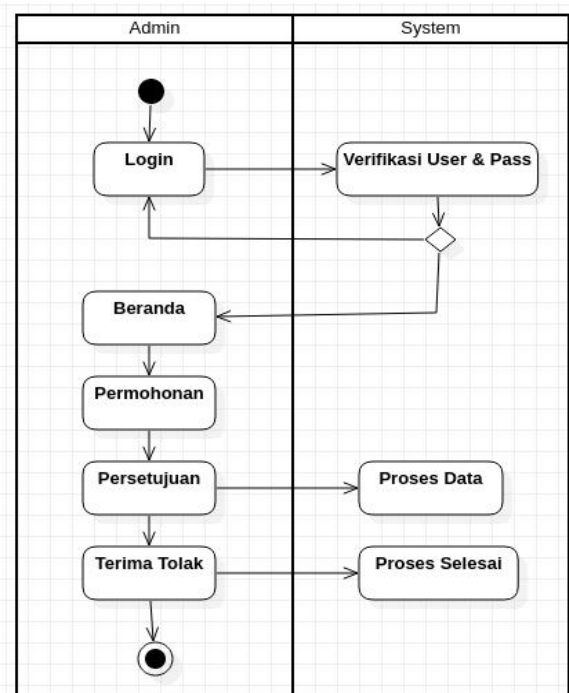 Admin
System
Login
Verifikasi User & Pass
Beranda
Permohonan
Persetujuan
Proses Data
Terima Tolak
Proses Selesai